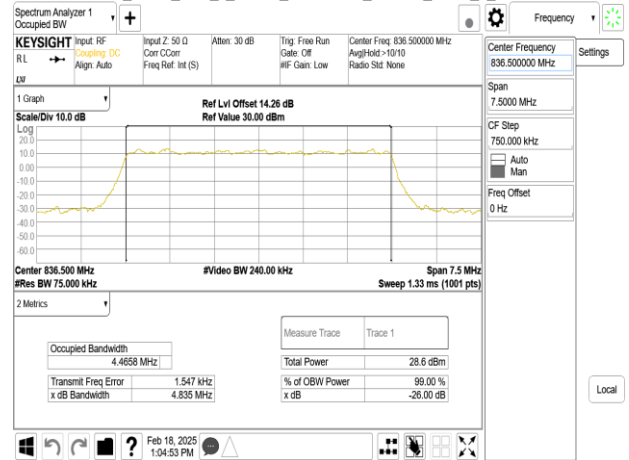 Spectrum Analyzer 1
Occupied BW
Frequency
KEYSIGHT
RL
LXI
Input: RF
Coupling: DC
Align: Auto
Input Z: 50 Ω
Corr CCorr
Freq Ref: Int (S)
Atten: 30 dB
Trig: Free Run
Gate: Off
#IF Gain: Low
Center Freq: 836.500000 MHz
Avg|Hold:>10/10
Radio Std: None
Center Frequency
836.500000 MHz
Settings
Span
7.5000 MHz
CF Step
750.000 kHz
Auto
Man
Freq Offset
0 Hz
1 Graph
Scale/Div 10.0 dB
Ref Lvl Offset 14.26 dB
Ref Value 30.00 dBm
Log
20.0
10.0
0.00
-10.0
-20.0
-30.0
-40.0
-50.0
-60.0
Center 836.500 MHz
#Res BW 75.000 kHz
#Video BW 240.00 kHz
Span 7.5 MHz
Sweep 1.33 ms (1001 pts)
2 Metrics
Measure Trace Trace 1
Occupied Bandwidth
4.4658 MHz
Total Power 28.6 dBm
Transmit Freq Error 1.547 kHz
% of OBW Power 99.00 %
x dB Bandwidth 4.835 MHz
x dB -26.00 dB
Local
?
Feb 18, 2025
1:04:53 PM